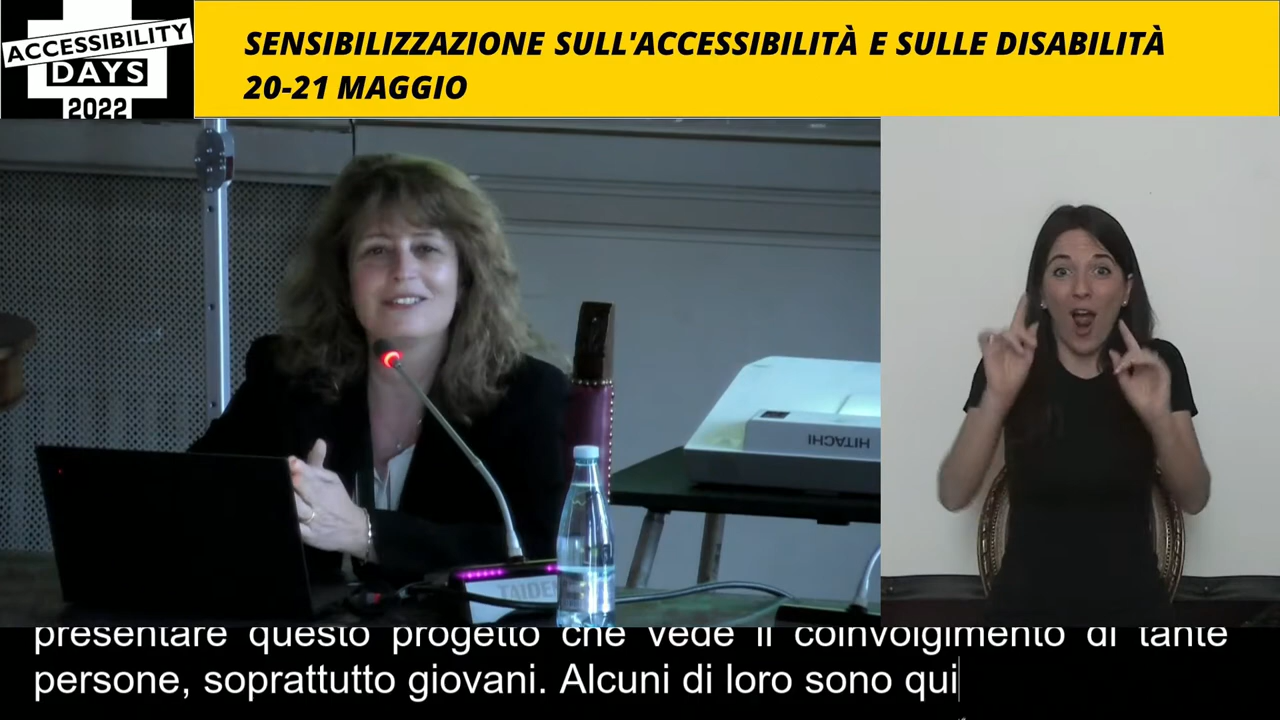 ACCESSIBILITY
DAYS
2022
SENSIBILIZZAZIONE SULL'ACCESSIBILITÀ E SULLE DISABILITÀ
20-21 MAGGIO
HITACHI
TAIDEN
presentare questo progetto che vede il coinvolgimento di tante
persone, soprattutto giovani. Alcuni di loro sono qui